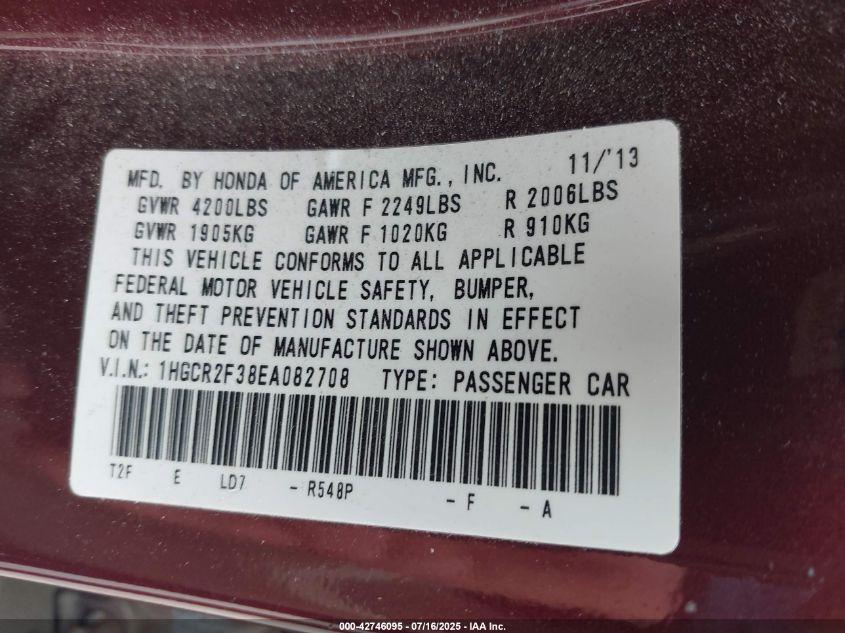 MFD. BY HONDA OF AMERICA MFG., INC. 11/'13
GVWR 4200LBS GAWR F 2249LBS R 2006LBS
GVWR 1905KG GAWR F 1020KG R 910KG
THIS VEHICLE CONFORMS TO ALL APPLICABLE
FEDERAL MOTOR VEHICLE SAFETY, BUMPER,
AND THEFT PREVENTION STANDARDS IN EFFECT
ON THE DATE OF MANUFACTURE SHOWN ABOVE.
V.I.N.: 1HGCR2F38EA082708 TYPE: PASSENGER CAR
T2F E LD7 - R548P - F - A
000-42746095 - 07/16/2025 - IAA Inc.